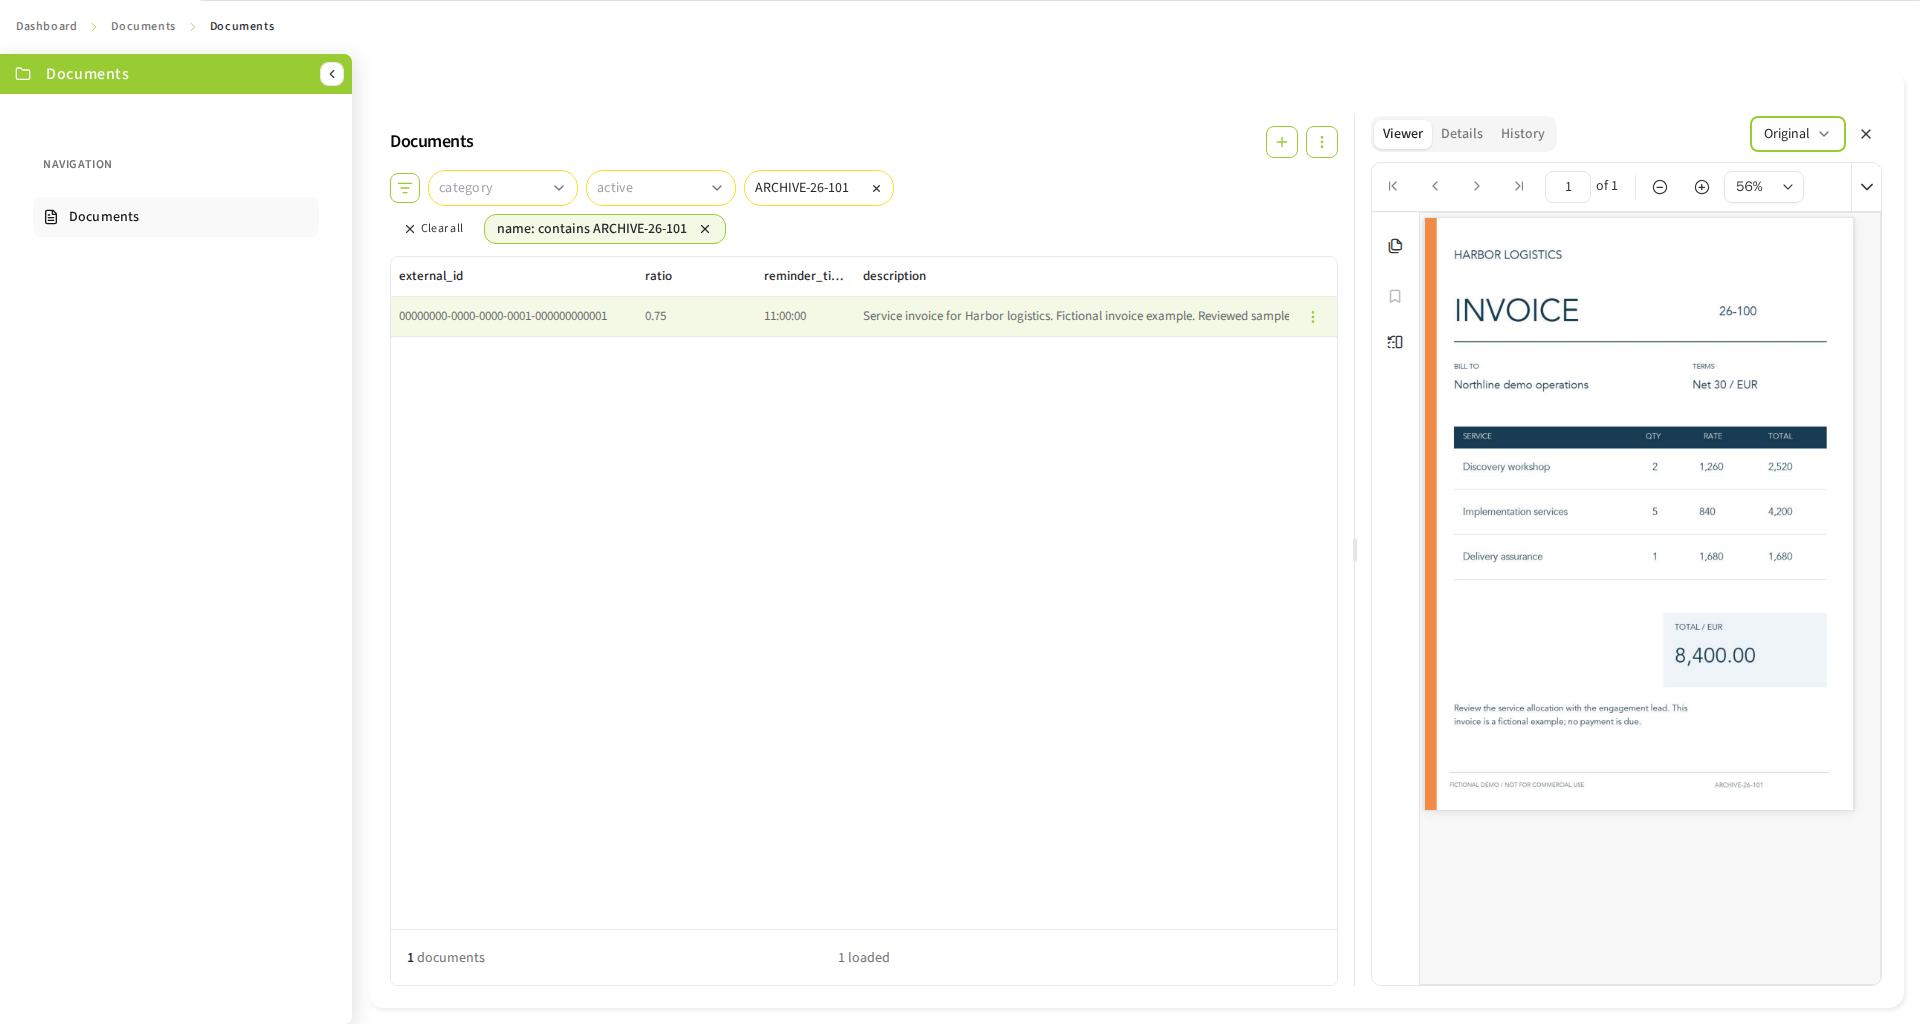 Dashboard Documents Documents
Documents
NAVIGATION
Documents
Documents
category active ARCHIVE-26-101
Clear all name: contains ARCHIVE-26-101
external_id ratio reminder_ti... description
00000000-0000-0000-0001-000000000001 0.75 11:00:00 Service invoice for Harbor logistics. Fictional invoice example. Reviewed sample
1 documents 1 loaded
Viewer Details History Original
1 of 1 56%
HARBOR LOGISTICS
INVOICE 26-100
BILL TO TERMS
Northline demo operations Net 30 / EUR
SERVICE QTY RATE TOTAL
Discovery workshop 2 1,260 2,520
Implementation services 5 840 4,200
Delivery assurance 1 1,680 1,680
TOTAL / EUR
8,400.00
Review the service allocation with the engagement lead. This
invoice is a fictional example; no payment is due.
FICTIONAL DEMO / NOT FOR COMMERCIAL USE ARCHIVE-26-101